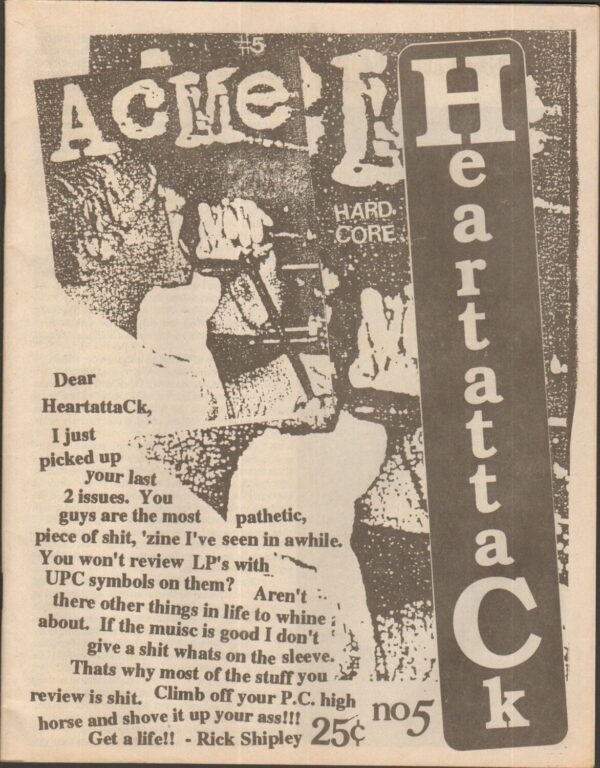 #5
Acme
HARD
CORE
HeartattaCk
Dear
HeartattaCk,
I just
picked up
your last
2 issues. You
guys are the most pathetic,
piece of shit, 'zine I've seen in awhile.
You won't review LP's with
UPC symbols on them? Aren't
there other things in life to whine
about. If the muisc is good I don't
give a shit whats on the sleeve.
Thats why most of the stuff you
review is shit. Climb off your P.C. high
horse and shove it up your ass!!!
Get a life!! - Rick Shipley
25¢
no5